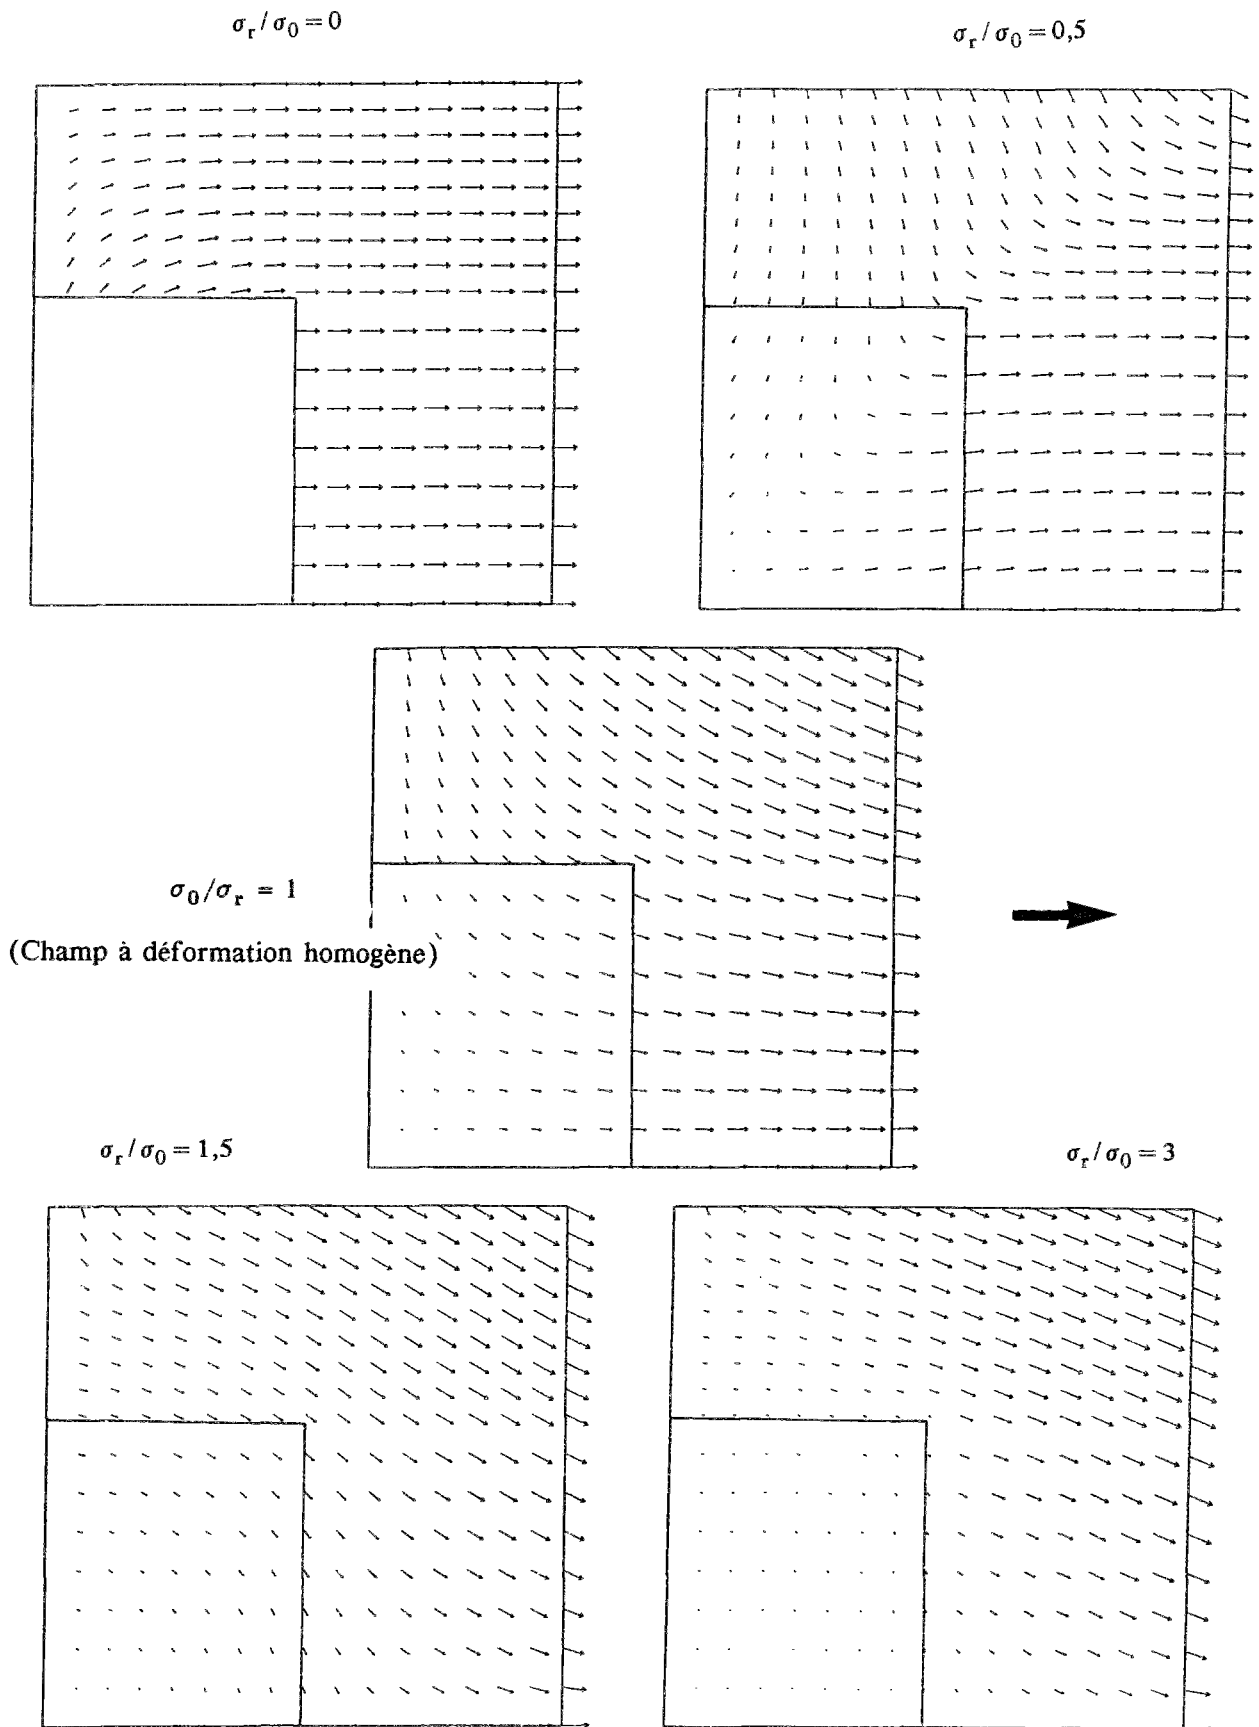 σᵣ/σ₀ = 0
σᵣ/σ₀ = 0,5
σ₀/σᵣ = 1
(Champ à déformation homogène)
σᵣ/σ₀ = 1,5
σᵣ/σ₀ = 3